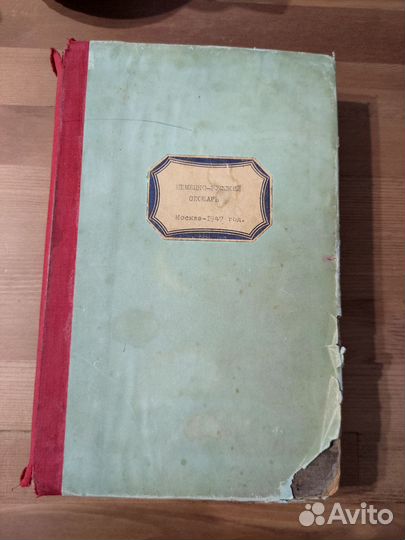 НЕМЕЦКО-РУССКИЙ
СЛОВАРЬ
Москва-1947 год.
Avito